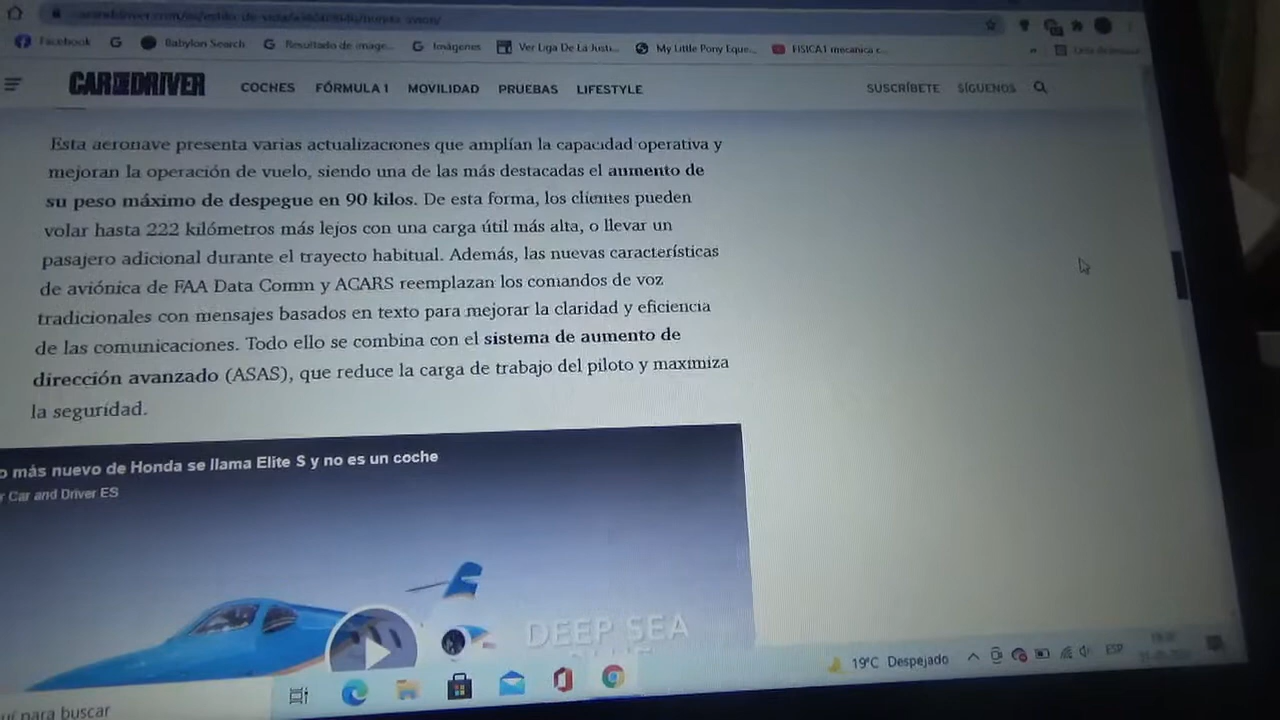 Facebook G Babylon Search G Resultado de image... G Imágenes Ver Liga De La Justi... My Little Pony Eque... FISICA1 mecanica c...
CAR AND DRIVER COCHES FÓRMULA 1 MOVILIDAD PRUEBAS LIFESTYLE SUSCRÍBETE SÍGUENOS
Esta aeronave presenta varias actualizaciones que amplían la capacidad operativa y
mejoran la operación de vuelo, siendo una de las más destacadas el aumento de
su peso máximo de despegue en 90 kilos. De esta forma, los clientes pueden
volar hasta 222 kilómetros más lejos con una carga útil más alta, o llevar un
pasajero adicional durante el trayecto habitual. Además, las nuevas características
de aviónica de FAA Data Comm y ACARS reemplazan los comandos de voz
tradicionales con mensajes basados en texto para mejorar la claridad y eficiencia
de las comunicaciones. Todo ello se combina con el sistema de aumento de
dirección avanzado (ASAS), que reduce la carga de trabajo del piloto y maximiza
la seguridad.
o más nuevo de Honda se llama Elite S y no es un coche
r Car and Driver ES
DEEP SEA
19°C Despejado ESP
uí para buscar